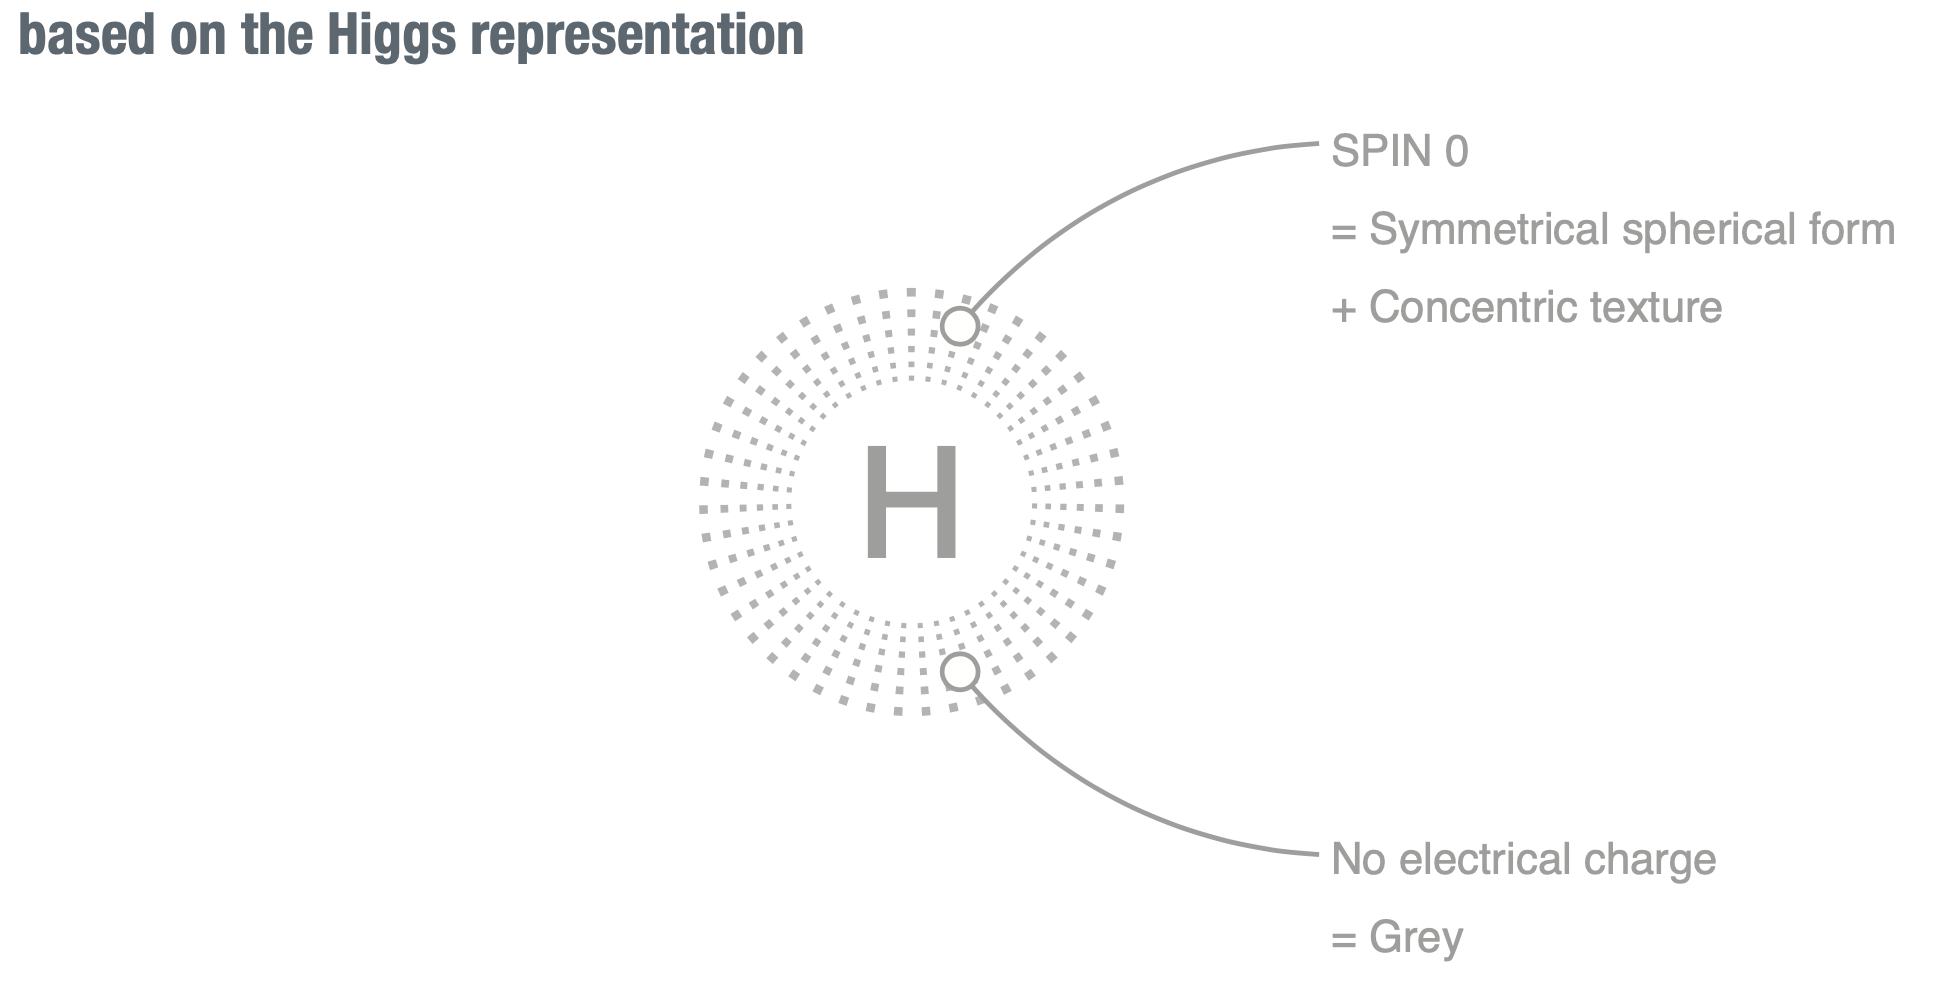 based on the Higgs representation
SPIN 0
= Symmetrical spherical form
+ Concentric texture
H
No electrical charge
= Grey